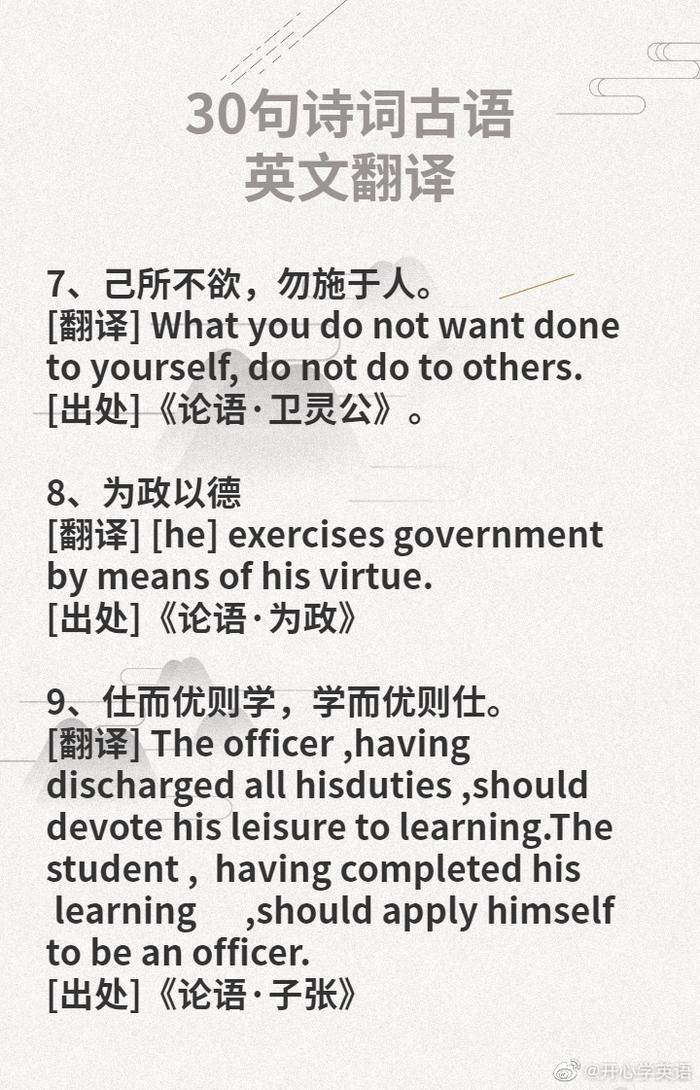 30句诗词古语
英文翻译
7、己所不欲，勿施于人。
[翻译] What you do not want done
to yourself, do not do to others.
[出处]《论语·卫灵公》。
8、为政以德
[翻译] [he] exercises government
by means of his virtue.
[出处]《论语·为政》
9、仕而优则学，学而优则仕。
[翻译] The officer ,having
discharged all hisduties ,should
devote his leisure to learning.The
student ,  having completed his
learning      ,should apply himself
to be an officer.
[出处]《论语·子张》
@开心学英语